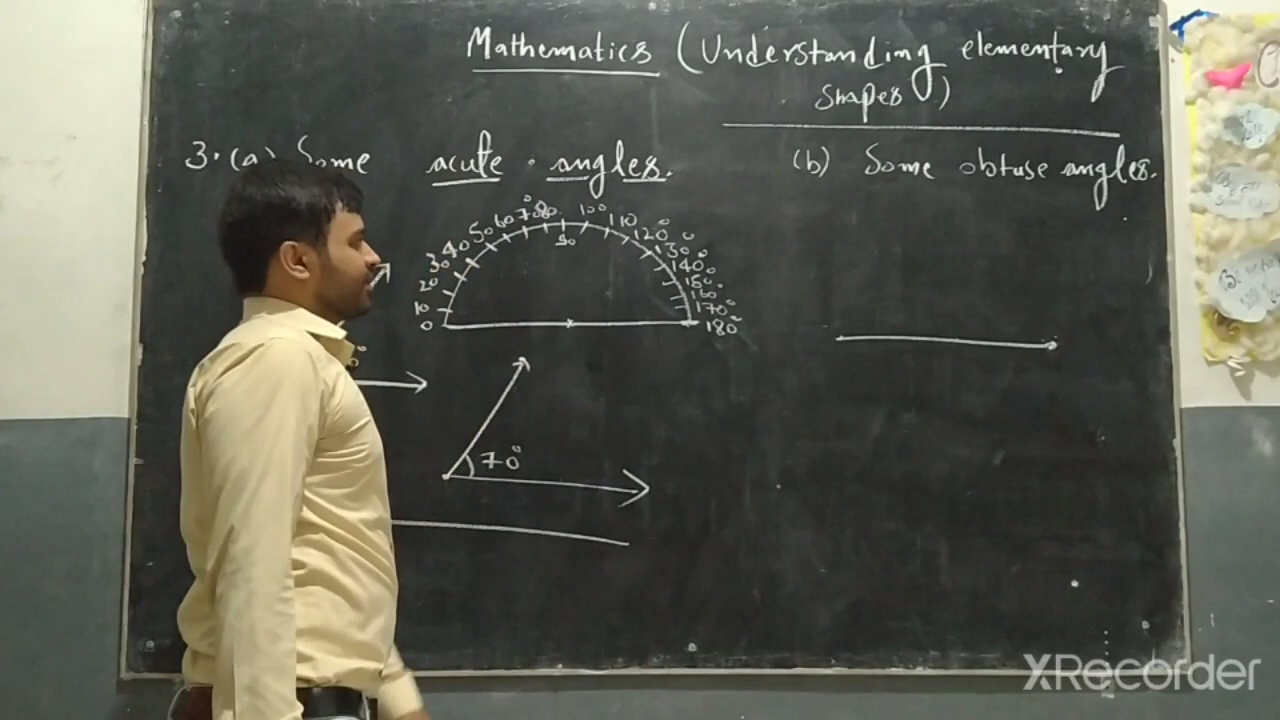 Mathematics (Understanding elementary
shapes)
3. (a) Some acute angles.
(b) Some obtuse angles.
0 10 20 30 40 50 60 70° 80 90 100 110 120° 130° 140° 150° 160° 170° 180°
70°
XRecorder